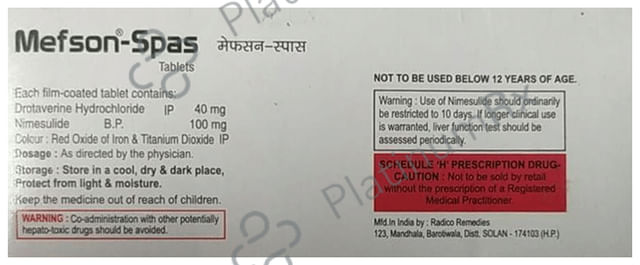 Mefson®-Spas मेफसन-स्पास
Tablets
Each film-coated tablet contains:
Drotaverine Hydrochloride IP 40 mg
Nimesulide B.P. 100 mg
Colour : Red Oxide of Iron & Titanium Dioxide IP
Dosage : As directed by the physician.
Storage : Store in a cool, dry & dark place,
Protect from light & moisture.
Keep the medicine out of reach of children.
WARNING : Co-administration with other potentially
hepato-toxic drugs should be avoided.
NOT TO BE USED BELOW 12 YEARS OF AGE.
Warning : Use of Nimesulide should ordinarily
be restricted to 10 days. If longer clinical use
is warranted, liver function test should be
assessed periodically.
SCHEDULE 'H' PRESCRIPTION DRUG-
CAUTION : Not to be sold by retail
without the prescription of a Registered
Medical Practitioner.
Mfd.in India by : Radico Remedies
123, Mandhala, Barotiwala, Distt. SOLAN - 174103 (H.P.)
PlatinumRx